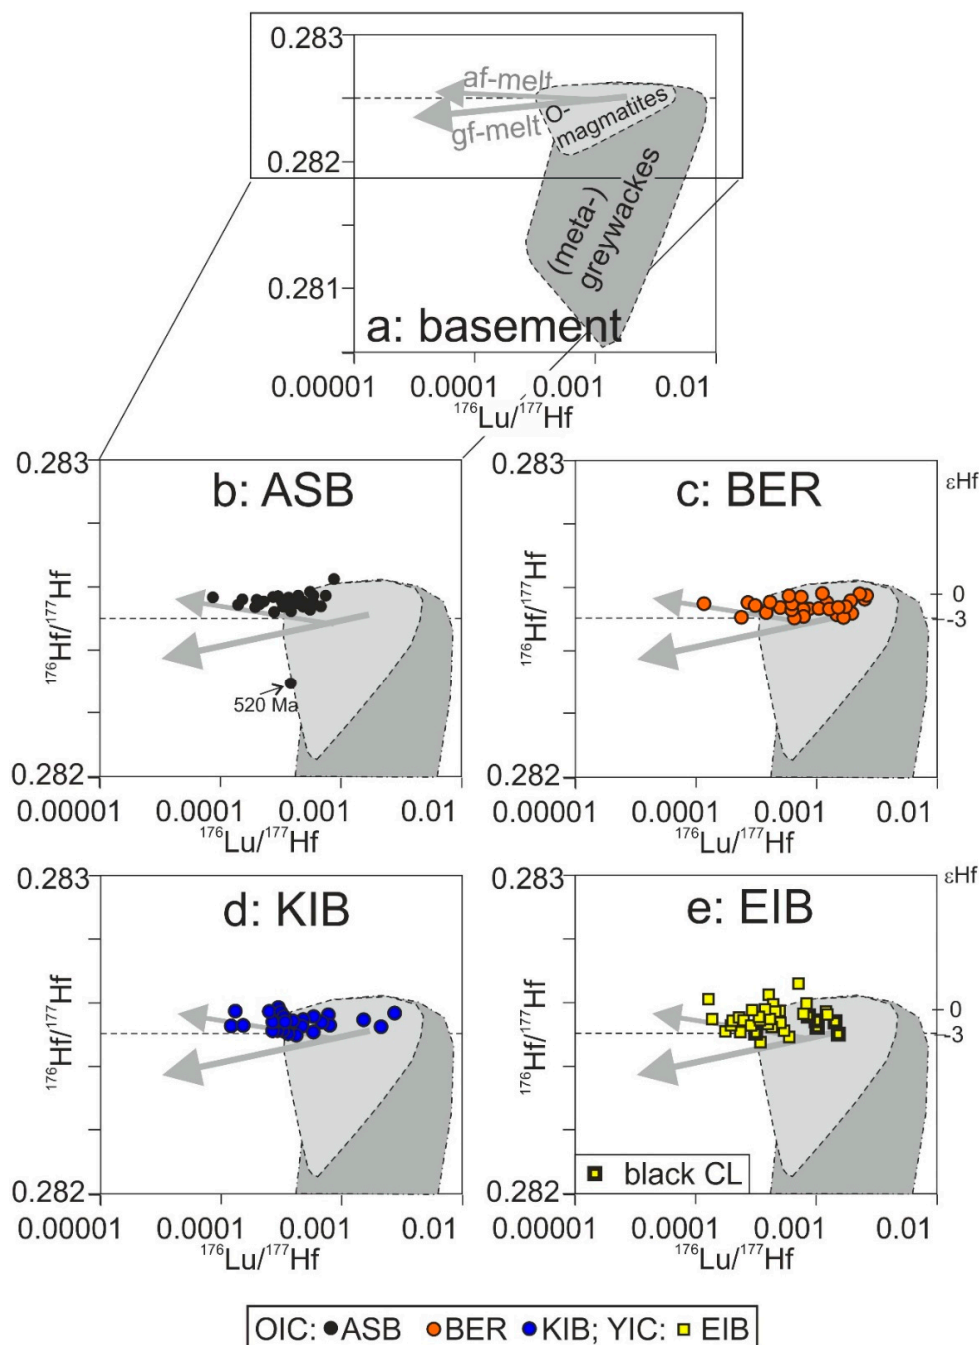 0.283
af-melt
gf-melt
O-
magmatites
0.282
(meta-)
greywackes
0.281
a: basement
0.00001 0.0001 0.001 0.01
¹⁷⁶Lu/¹⁷⁷Hf
0.283
b: ASB
¹⁷⁶Hf/¹⁷⁷Hf
520 Ma
0.282
0.00001 0.0001 0.001 0.01
¹⁷⁶Lu/¹⁷⁷Hf
0.283
c: BER
εHf
0
-3
¹⁷⁶Hf/¹⁷⁷Hf
0.282
0.00001 0.0001 0.001 0.01
¹⁷⁶Lu/¹⁷⁷Hf
0.283
d: KIB
¹⁷⁶Hf/¹⁷⁷Hf
0.282
0.00001 0.0001 0.001 0.01
¹⁷⁶Lu/¹⁷⁷Hf
0.283
e: EIB
εHf
0
-3
¹⁷⁶Hf/¹⁷⁷Hf
black CL
0.282
0.00001 0.0001 0.001 0.01
¹⁷⁶Lu/¹⁷⁷Hf
OIC: ASB BER KIB; YIC: EIB